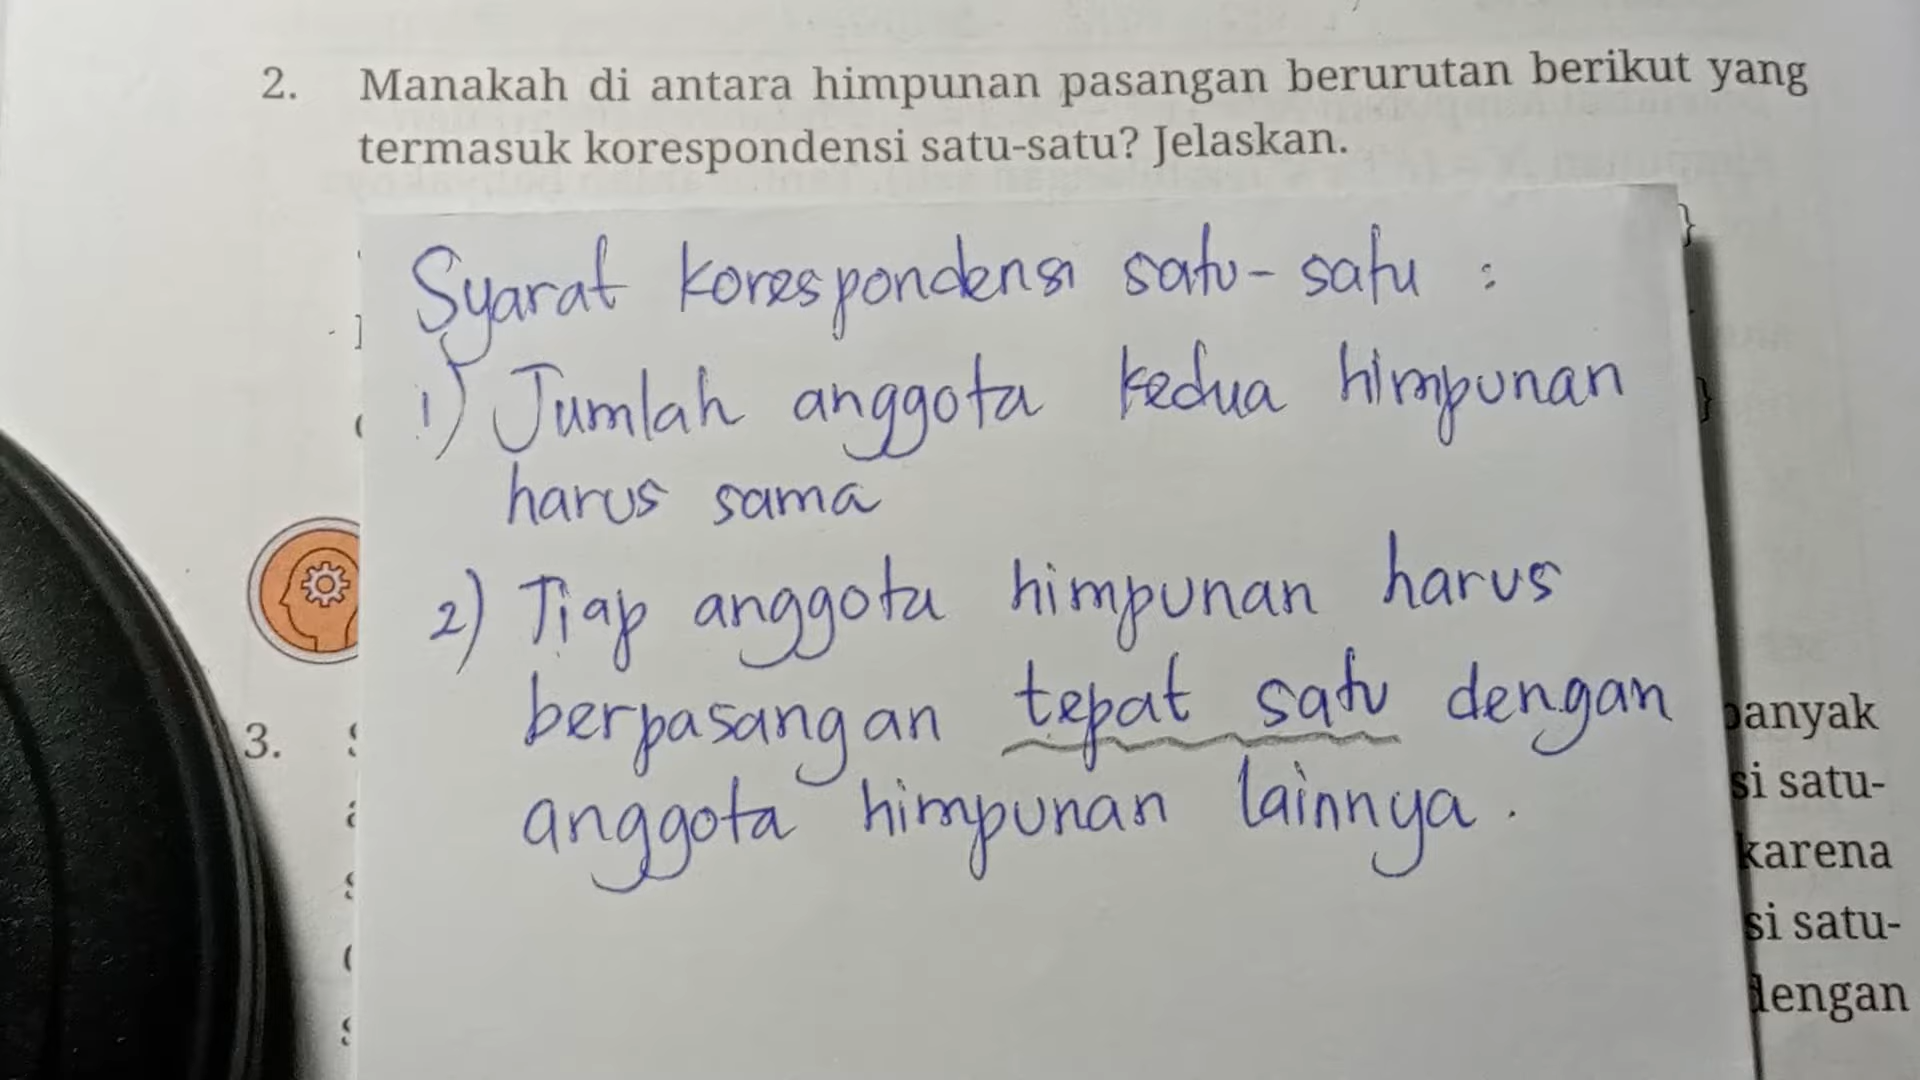 2. Manakah di antara himpunan pasangan berurutan berikut yang
termasuk korespondensi satu-satu? Jelaskan.
Syarat korespondensi satu-satu :
1) Jumlah anggota kedua himpunan
harus sama
2) Tiap anggota himpunan harus
berpasangan tepat satu dengan
anggota himpunan lainnya.
3.
banyak
si satu-
karena
si satu-
dengan